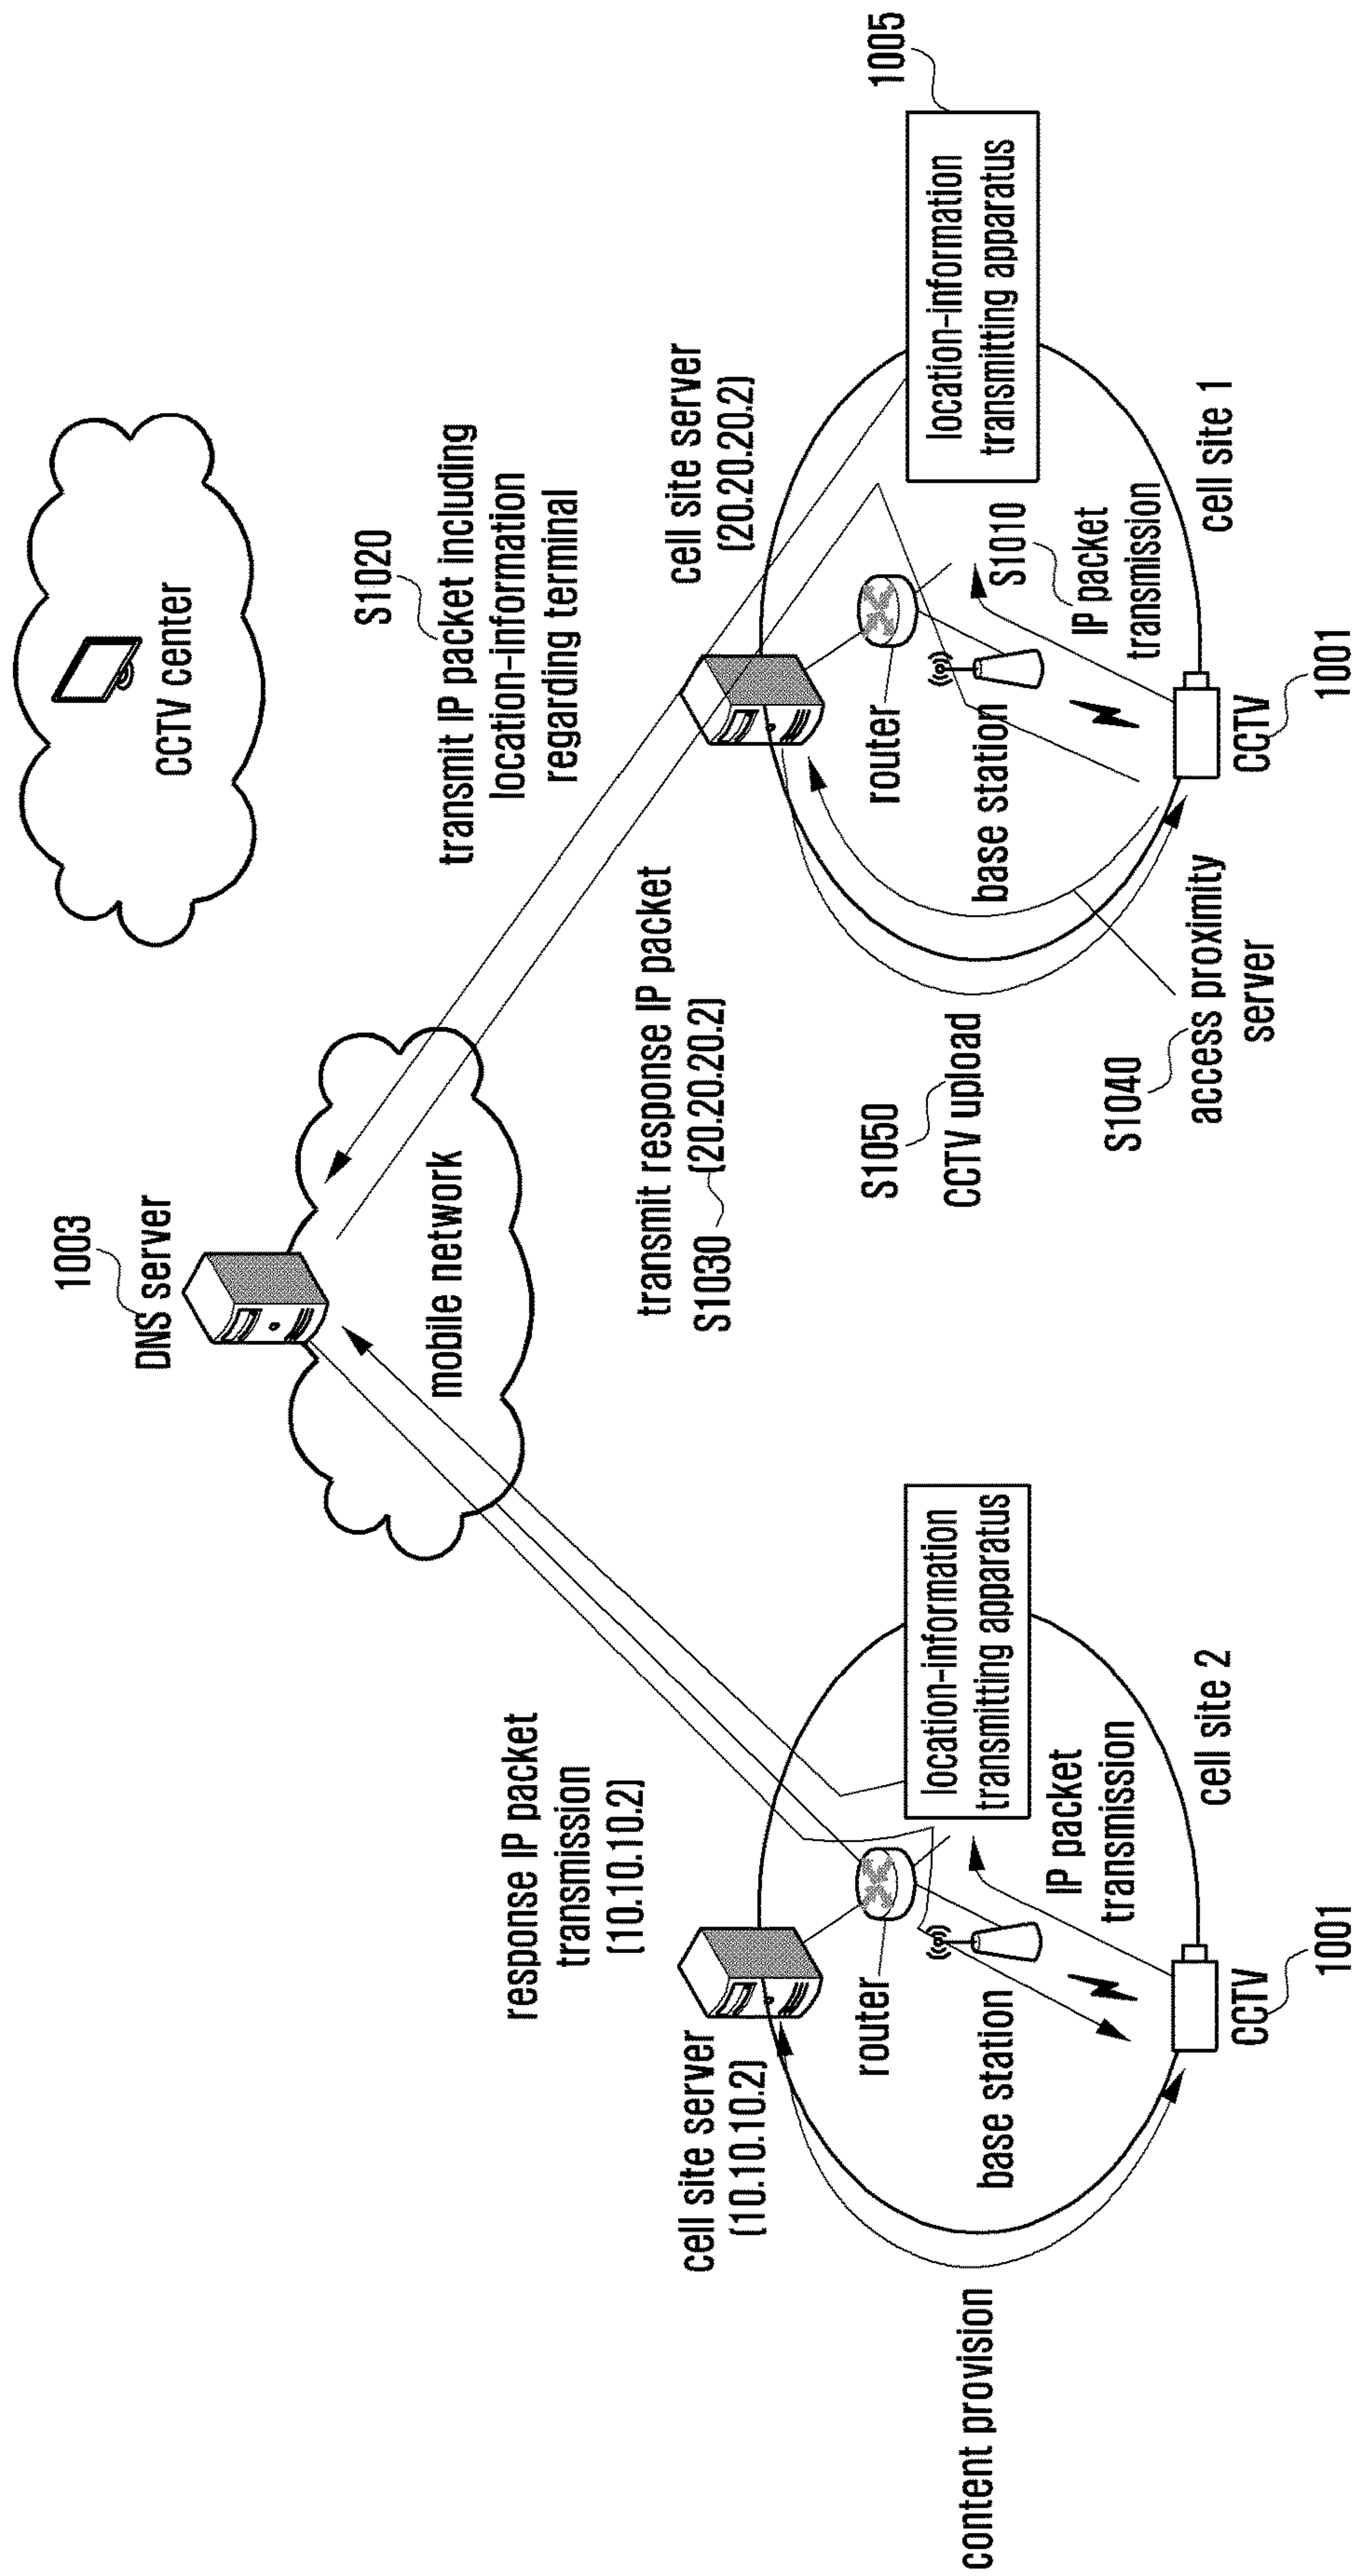 CCTV center
1003
DNS server
mobile network
S1020
transmit IP packet including
location-information
regarding terminal
response IP packet
transmission
(10.10.10.2)
transmit response IP packet
S1030
(20.20.20.2)
cell site server
(10.10.10.2)
router
base station
location-information
transmitting apparatus
IP packet
transmission
cell site 2
CCTV
1001
content provision
cell site server
(20.20.20.2)
router
base station
location-information
transmitting apparatus
1005
S1010
IP packet
transmission
cell site 1
CCTV
1001
S1050
CCTV upload
S1040
access proximity
server